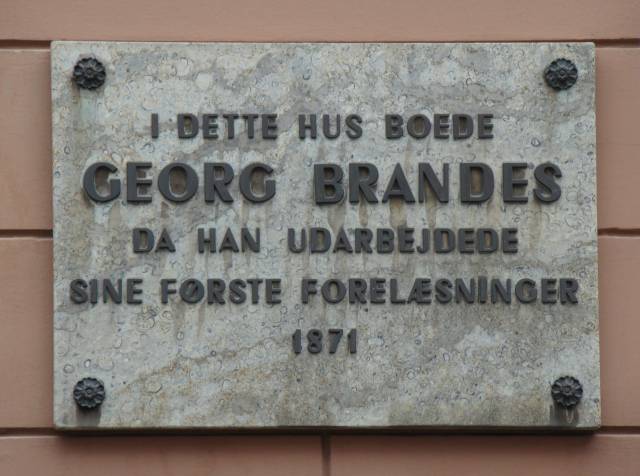 I DETTE HUS BOEDE
GEORG BRANDES
DA HAN UDARBEJDEDE
SINE FØRSTE FORELÆSNINGER
1871